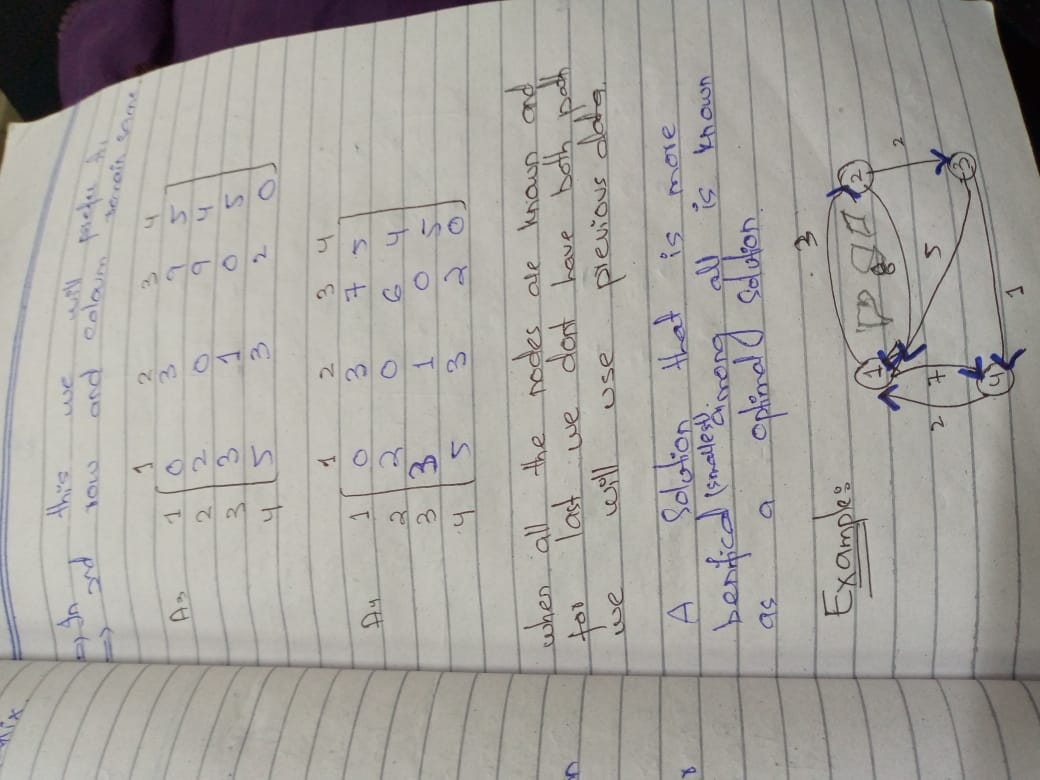 => In this we will prefer
=> 3rd row and coloum remain same
1 2 3 4
A3 1 0 3 9 5
2 2 0 9 4
3 3 1 0 5
4 5 3 2 0
1 2 3 4
A4 1 0 3 7 5
2 2 0 6 4
3 3 1 0 5
4 5 3 2 0
when all the nodes are known and
for last we dont have both path
we will use previous data.
A Solution that is more
benifical (smallest) among all is known
as a optimal Solution.
Example:
3
1 2
8
2
5
7
2
3
4
1